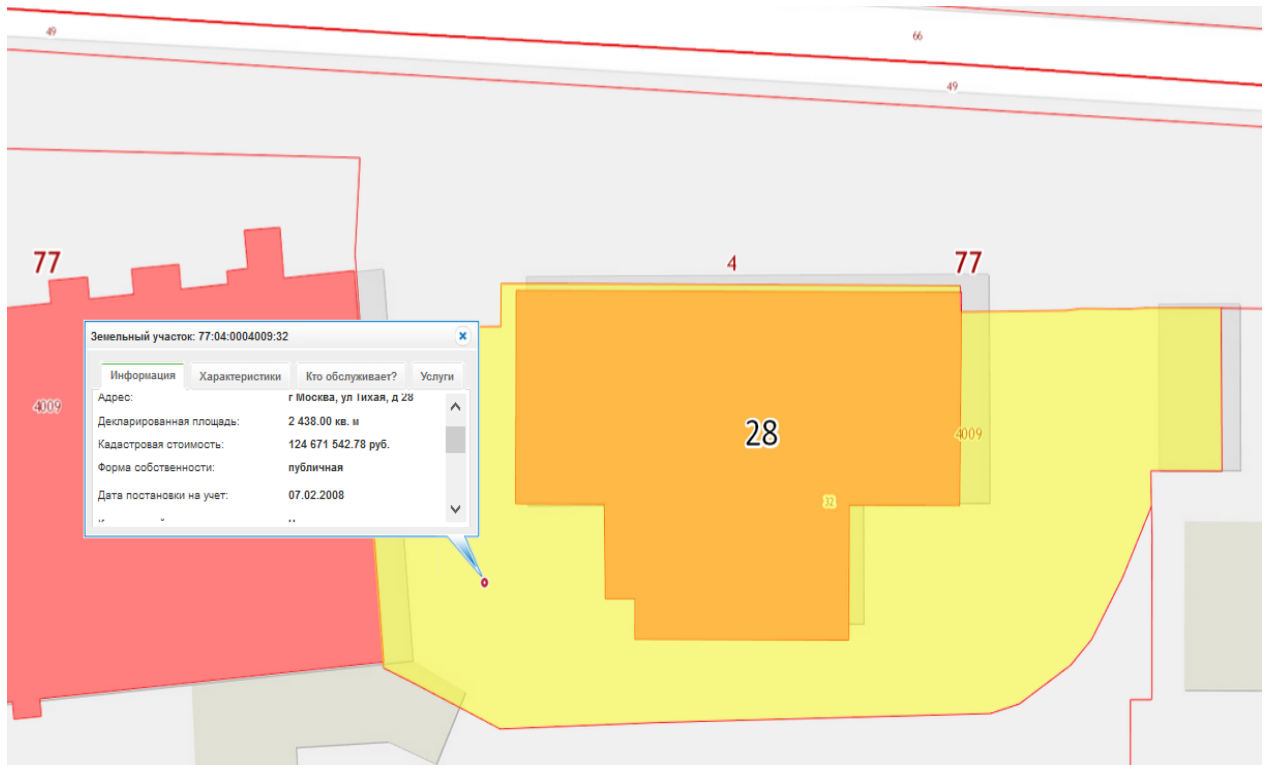 49
66
49
4
77
77
Земельный участок: 77:04:0004009:32
Информация
Характеристики
Кто обслуживает?
Услуги
Адрес: г Москва, ул Тихая, д 28
Декларированная площадь: 2 438.00 кв. м
Кадастровая стоимость: 124 671 542.78 руб.
Форма собственности: публичная
Дата постановки на учет: 07.02.2008
4009
28
4009
32